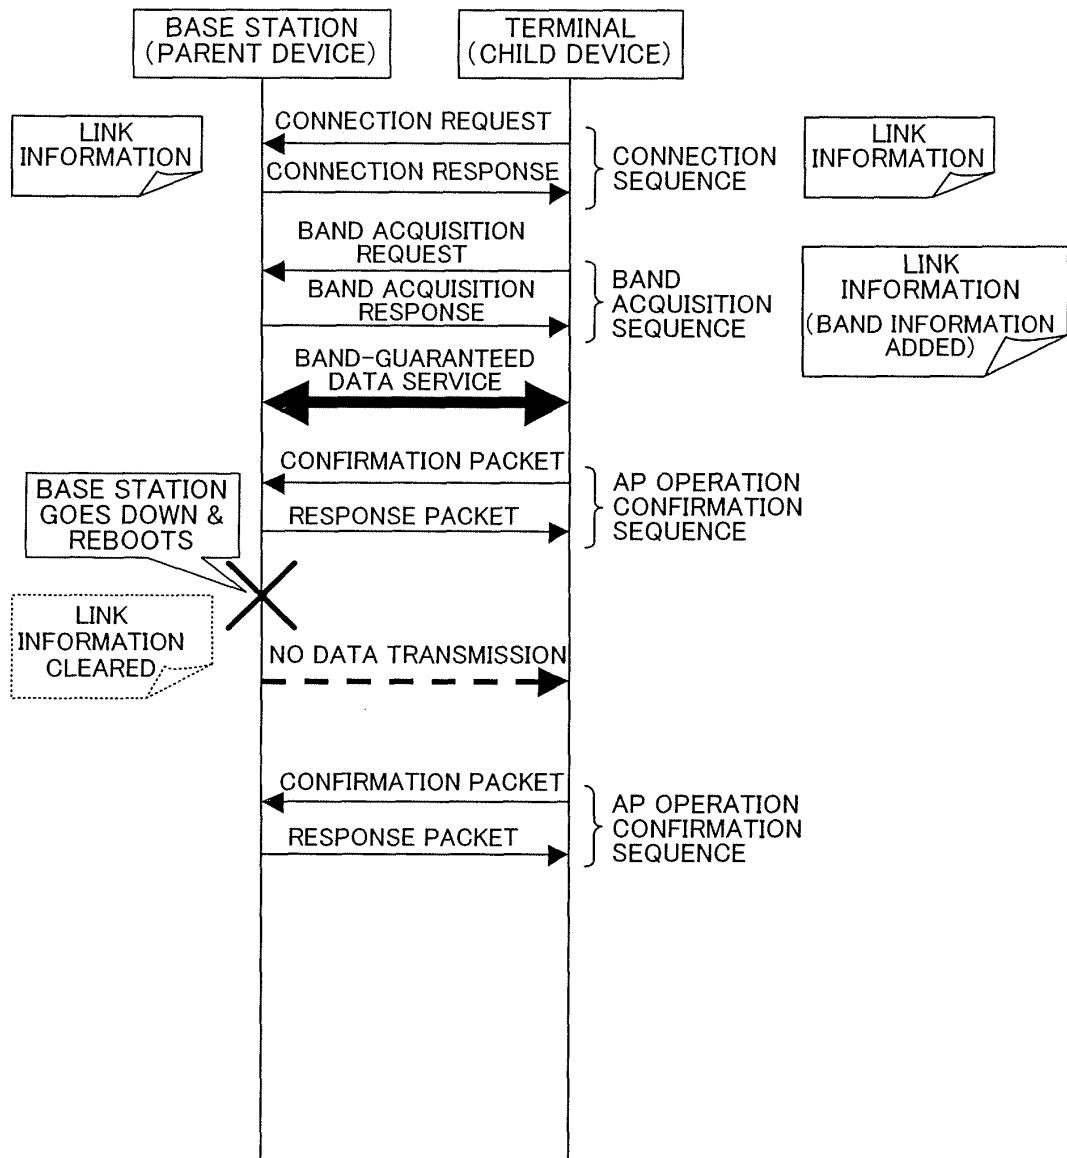 BASE STATION
(PARENT DEVICE)
TERMINAL
(CHILD DEVICE)
LINK
INFORMATION
CONNECTION REQUEST
CONNECTION RESPONSE
CONNECTION
SEQUENCE
LINK
INFORMATION
BAND ACQUISITION
REQUEST
BAND ACQUISITION
RESPONSE
BAND
ACQUISITION
SEQUENCE
LINK
INFORMATION
(BAND INFORMATION
ADDED)
BAND-GUARANTEED
DATA SERVICE
CONFIRMATION PACKET
RESPONSE PACKET
AP OPERATION
CONFIRMATION
SEQUENCE
BASE STATION
GOES DOWN &
REBOOTS
LINK
INFORMATION
CLEARED
NO DATA TRANSMISSION
CONFIRMATION PACKET
RESPONSE PACKET
AP OPERATION
CONFIRMATION
SEQUENCE